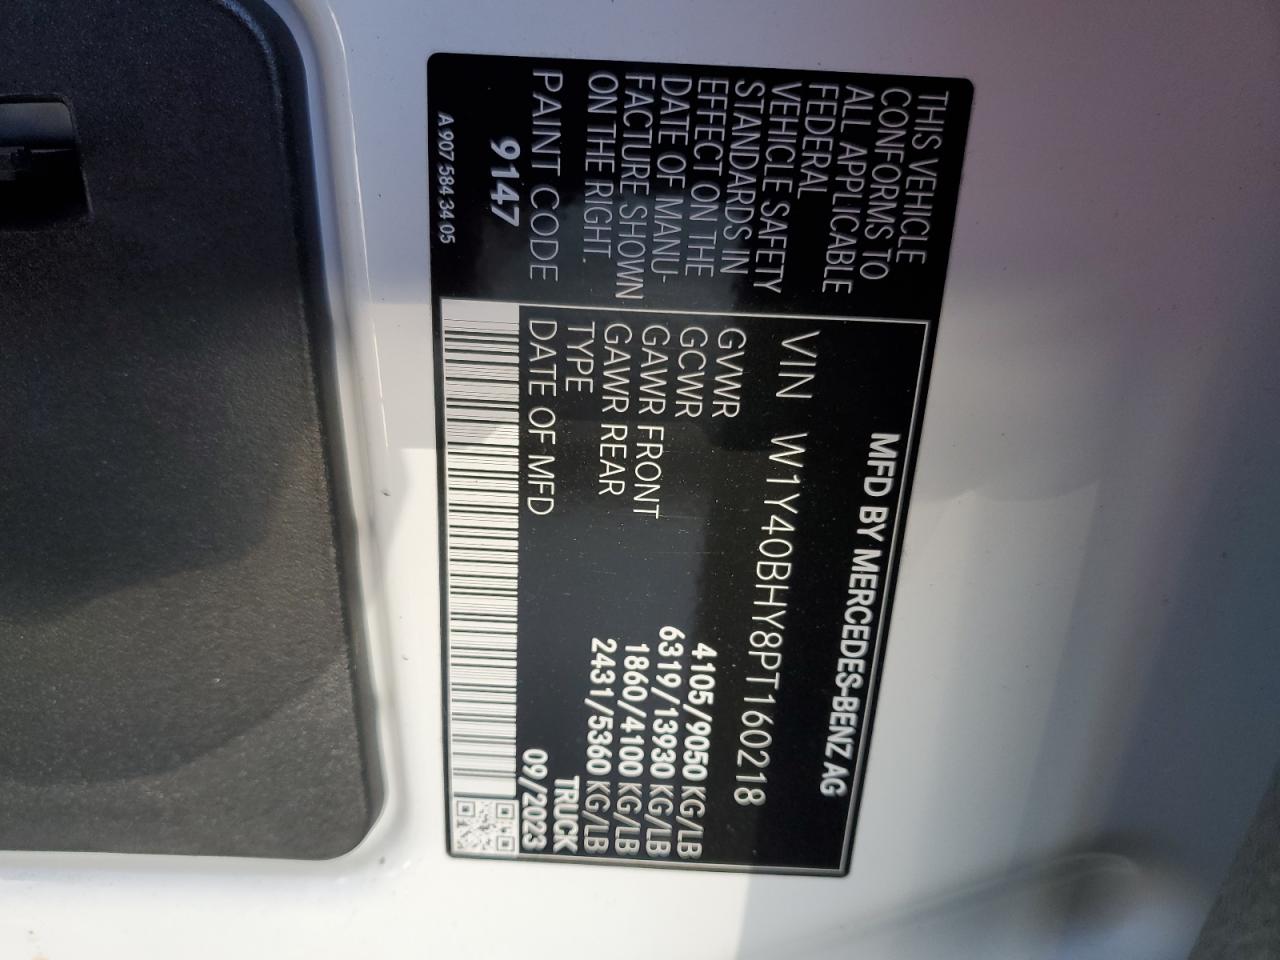 THIS VEHICLE
CONFORMS TO
ALL APPLICABLE
FEDERAL
VEHICLE SAFETY
STANDARDS IN
EFFECT ON THE
DATE OF MANU-
FACTURE SHOWN
ON THE RIGHT.
PAINT CODE
9147
A 907 584 34 05
MFD BY MERCEDES-BENZ AG
VIN W1Y40BHY8PT160218
GVWR 4105/9050 KG/LB
GCWR 6319/13930 KG/LB
GAWR FRONT 1860/4100 KG/LB
GAWR REAR 2431/5360 KG/LB
TYPE TRUCK
DATE OF MFD 09/2023